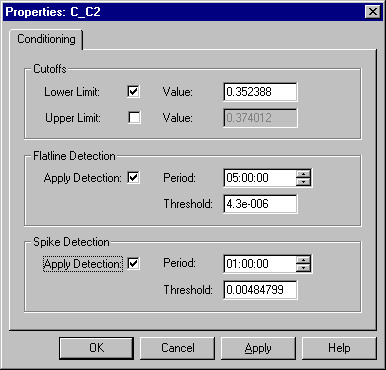 Properties: C_C2
Conditioning
Cutoffs
Lower Limit: Value: 0.352388
Upper Limit: Value: 0.374012
Flatline Detection
Apply Detection: Period: 05:00:00
Threshold: 4.3e-006
Spike Detection
Apply Detection: Period: 01:00:00
Threshold: 0.00484799
OK Cancel Apply Help